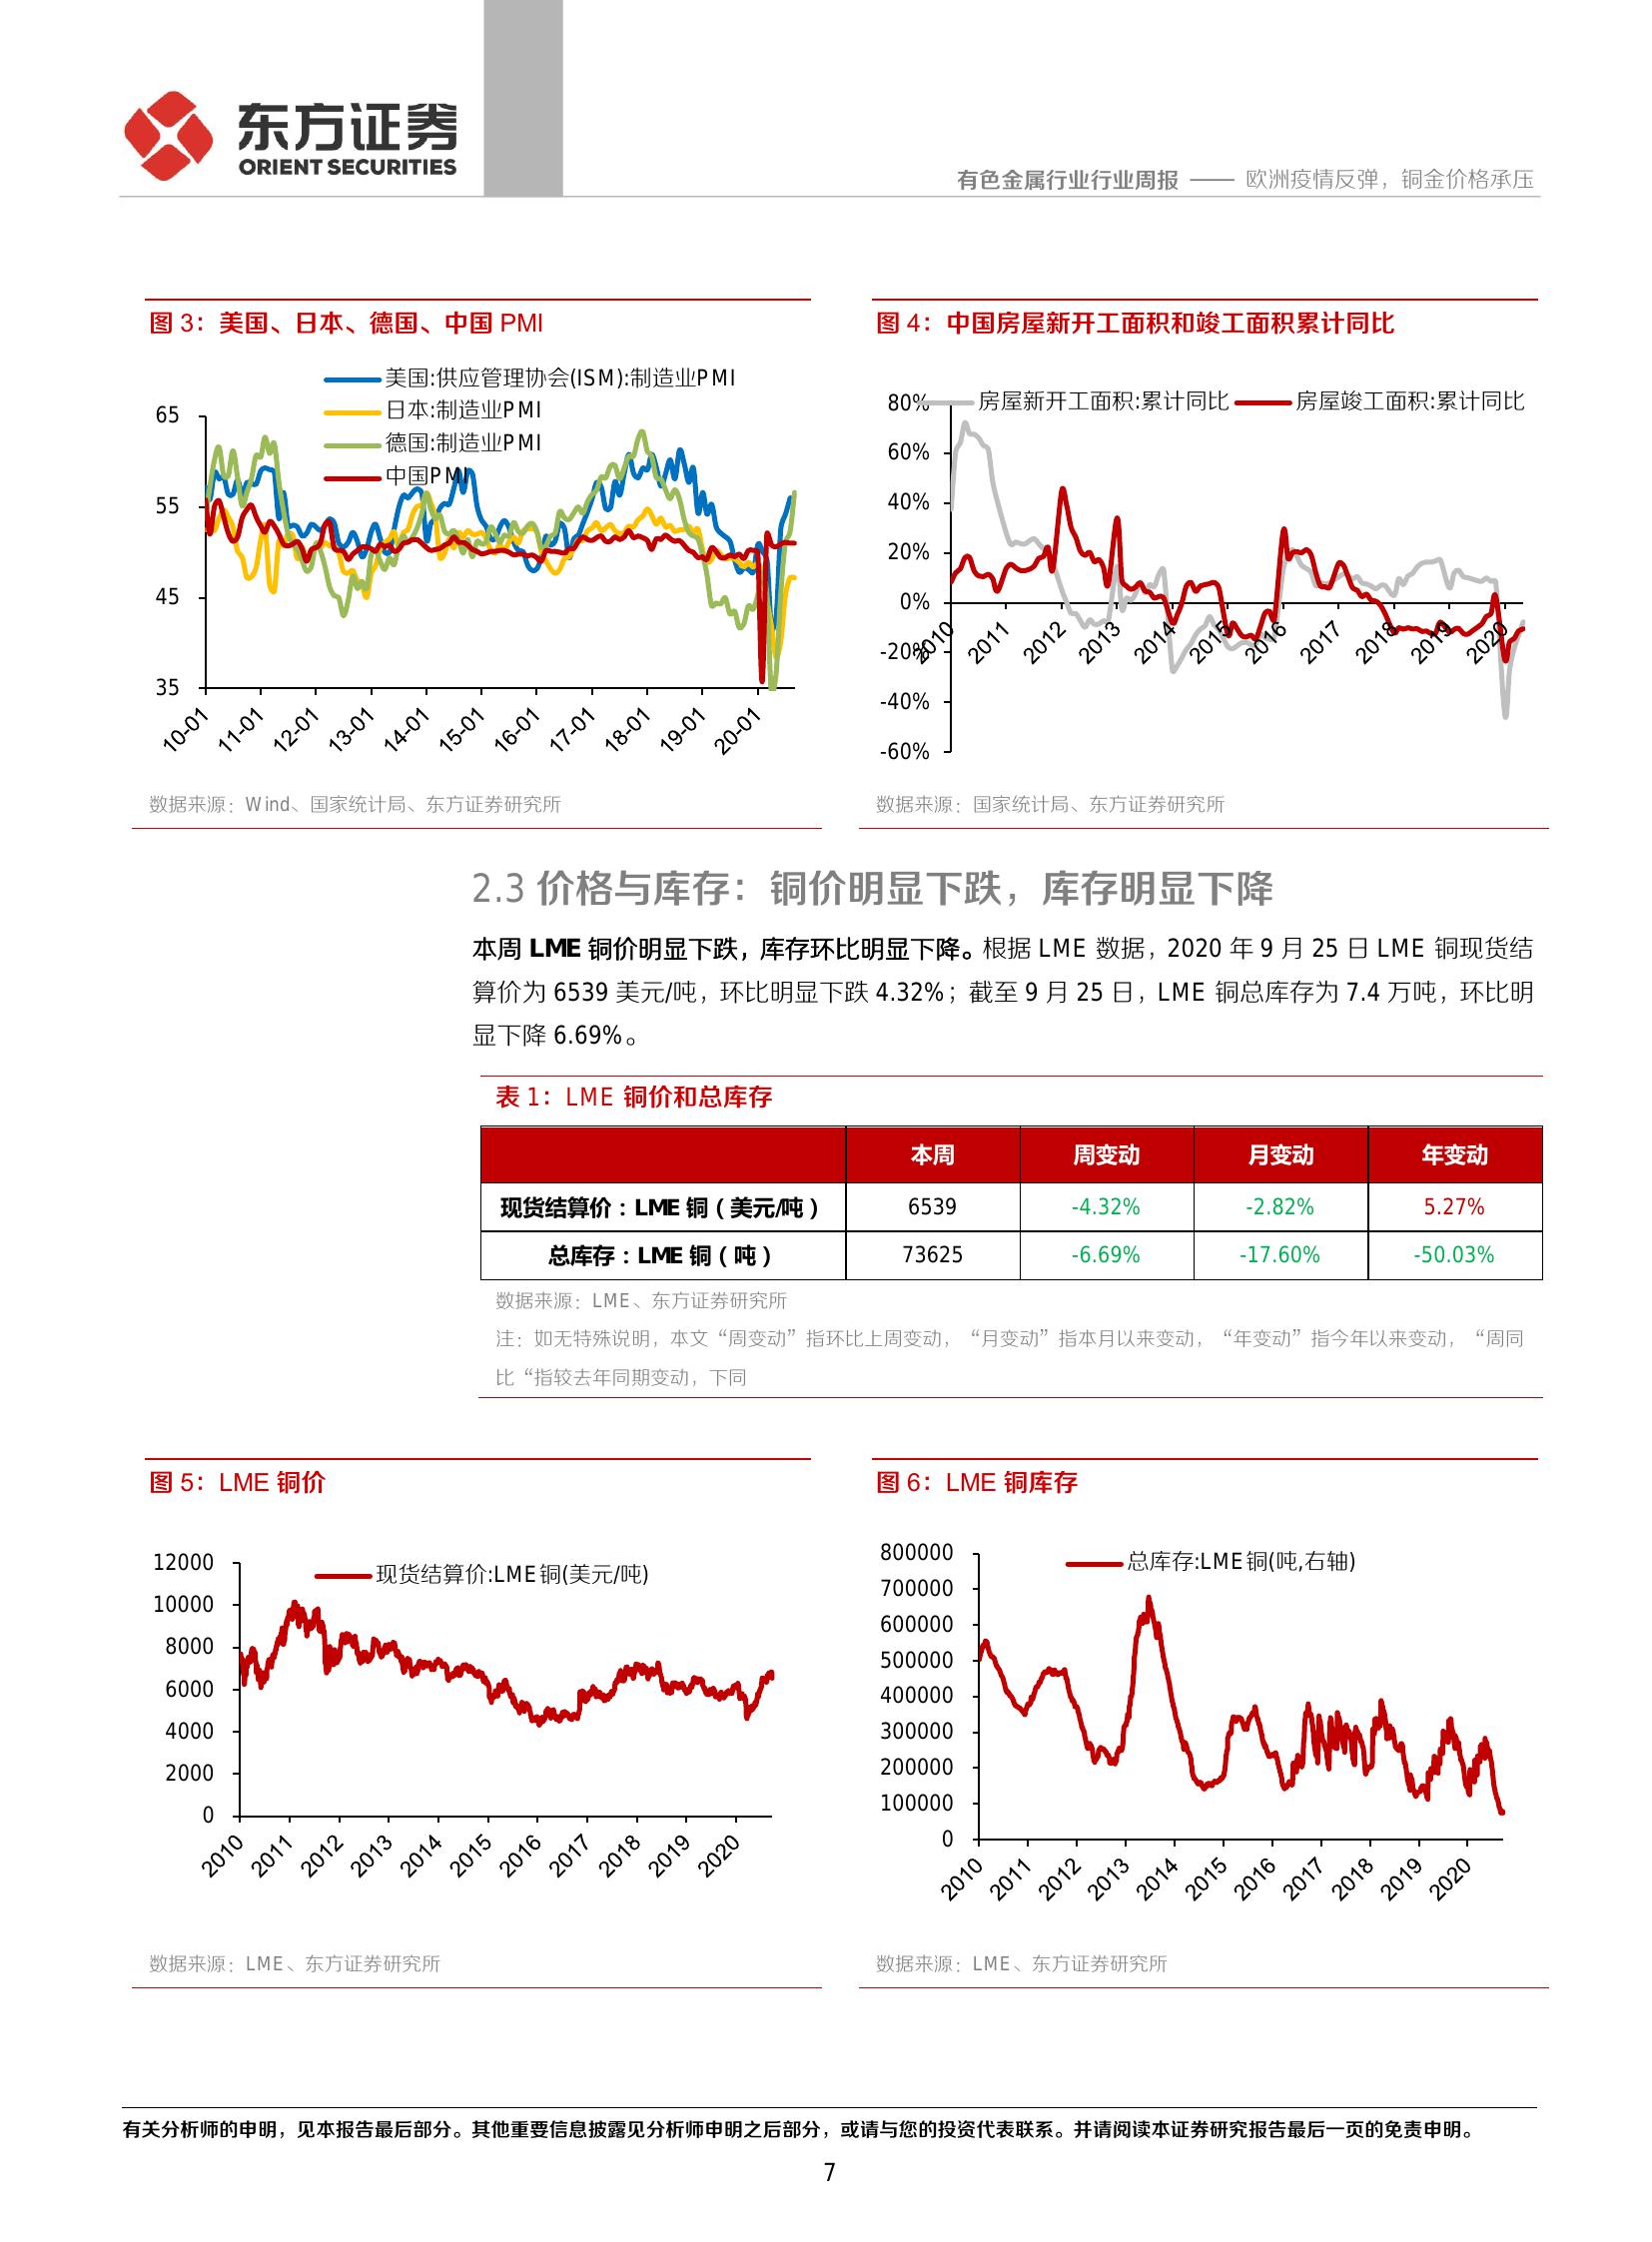 东方证券
ORIENT SECURITIES
有色金属行业行业周报 —— 欧洲疫情反弹，铜金价格承压
图 3：美国、日本、德国、中国 PMI
美国:供应管理协会(ISM):制造业PMI
日本:制造业PMI
德国:制造业PMI
中国PMI
65
55
45
35
10-01 11-01 12-01 13-01 14-01 15-01 16-01 17-01 18-01 19-01 20-01
数据来源：Wind、国家统计局、东方证券研究所
图 4：中国房屋新开工面积和竣工面积累计同比
房屋新开工面积:累计同比 房屋竣工面积:累计同比
80%
60%
40%
20%
0%
-20%
-40%
-60%
2010 2011 2012 2013 2014 2015 2016 2017 2018 2019 2020
数据来源：国家统计局、东方证券研究所
2.3 价格与库存：铜价明显下跌，库存明显下降
本周 LME 铜价明显下跌，库存环比明显下降。根据 LME 数据，2020 年 9 月 25 日 LME 铜现货结
算价为 6539 美元/吨，环比明显下跌 4.32%；截至 9 月 25 日，LME 铜总库存为 7.4 万吨，环比明
显下降 6.69%。
表 1：LME 铜价和总库存
本周 周变动 月变动 年变动
现货结算价：LME 铜（美元/吨） 6539 -4.32% -2.82% 5.27%
总库存：LME 铜（吨） 73625 -6.69% -17.60% -50.03%
数据来源：LME、东方证券研究所
注：如无特殊说明，本文“周变动”指环比上周变动，“月变动”指本月以来变动，“年变动”指今年以来变动，“周同
比“指较去年同期变动，下同
图 5：LME 铜价
现货结算价:LME铜(美元/吨)
12000
10000
8000
6000
4000
2000
0
2010 2011 2012 2013 2014 2015 2016 2017 2018 2019 2020
数据来源：LME、东方证券研究所
图 6：LME 铜库存
总库存:LME铜(吨,右轴)
800000
700000
600000
500000
400000
300000
200000
100000
0
2010 2011 2012 2013 2014 2015 2016 2017 2018 2019 2020
数据来源：LME、东方证券研究所
有关分析师的申明，见本报告最后部分。其他重要信息披露见分析师申明之后部分，或请与您的投资代表联系。并请阅读本证券研究报告最后一页的免责申明。
7